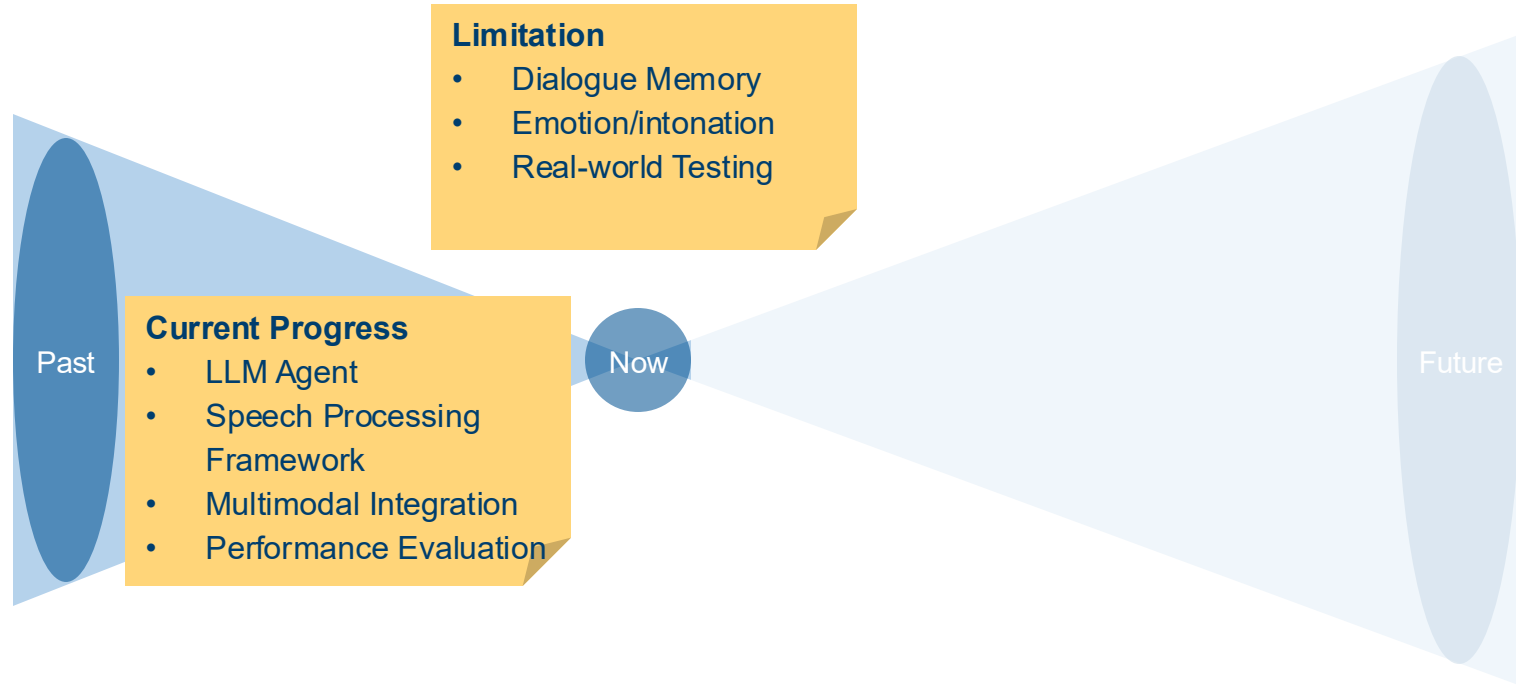 Limitation
• Dialogue Memory
• Emotion/intonation
• Real-world Testing
Current Progress
• LLM Agent
• Speech Processing
Framework
• Multimodal Integration
• Performance Evaluation
Past
Now
Future